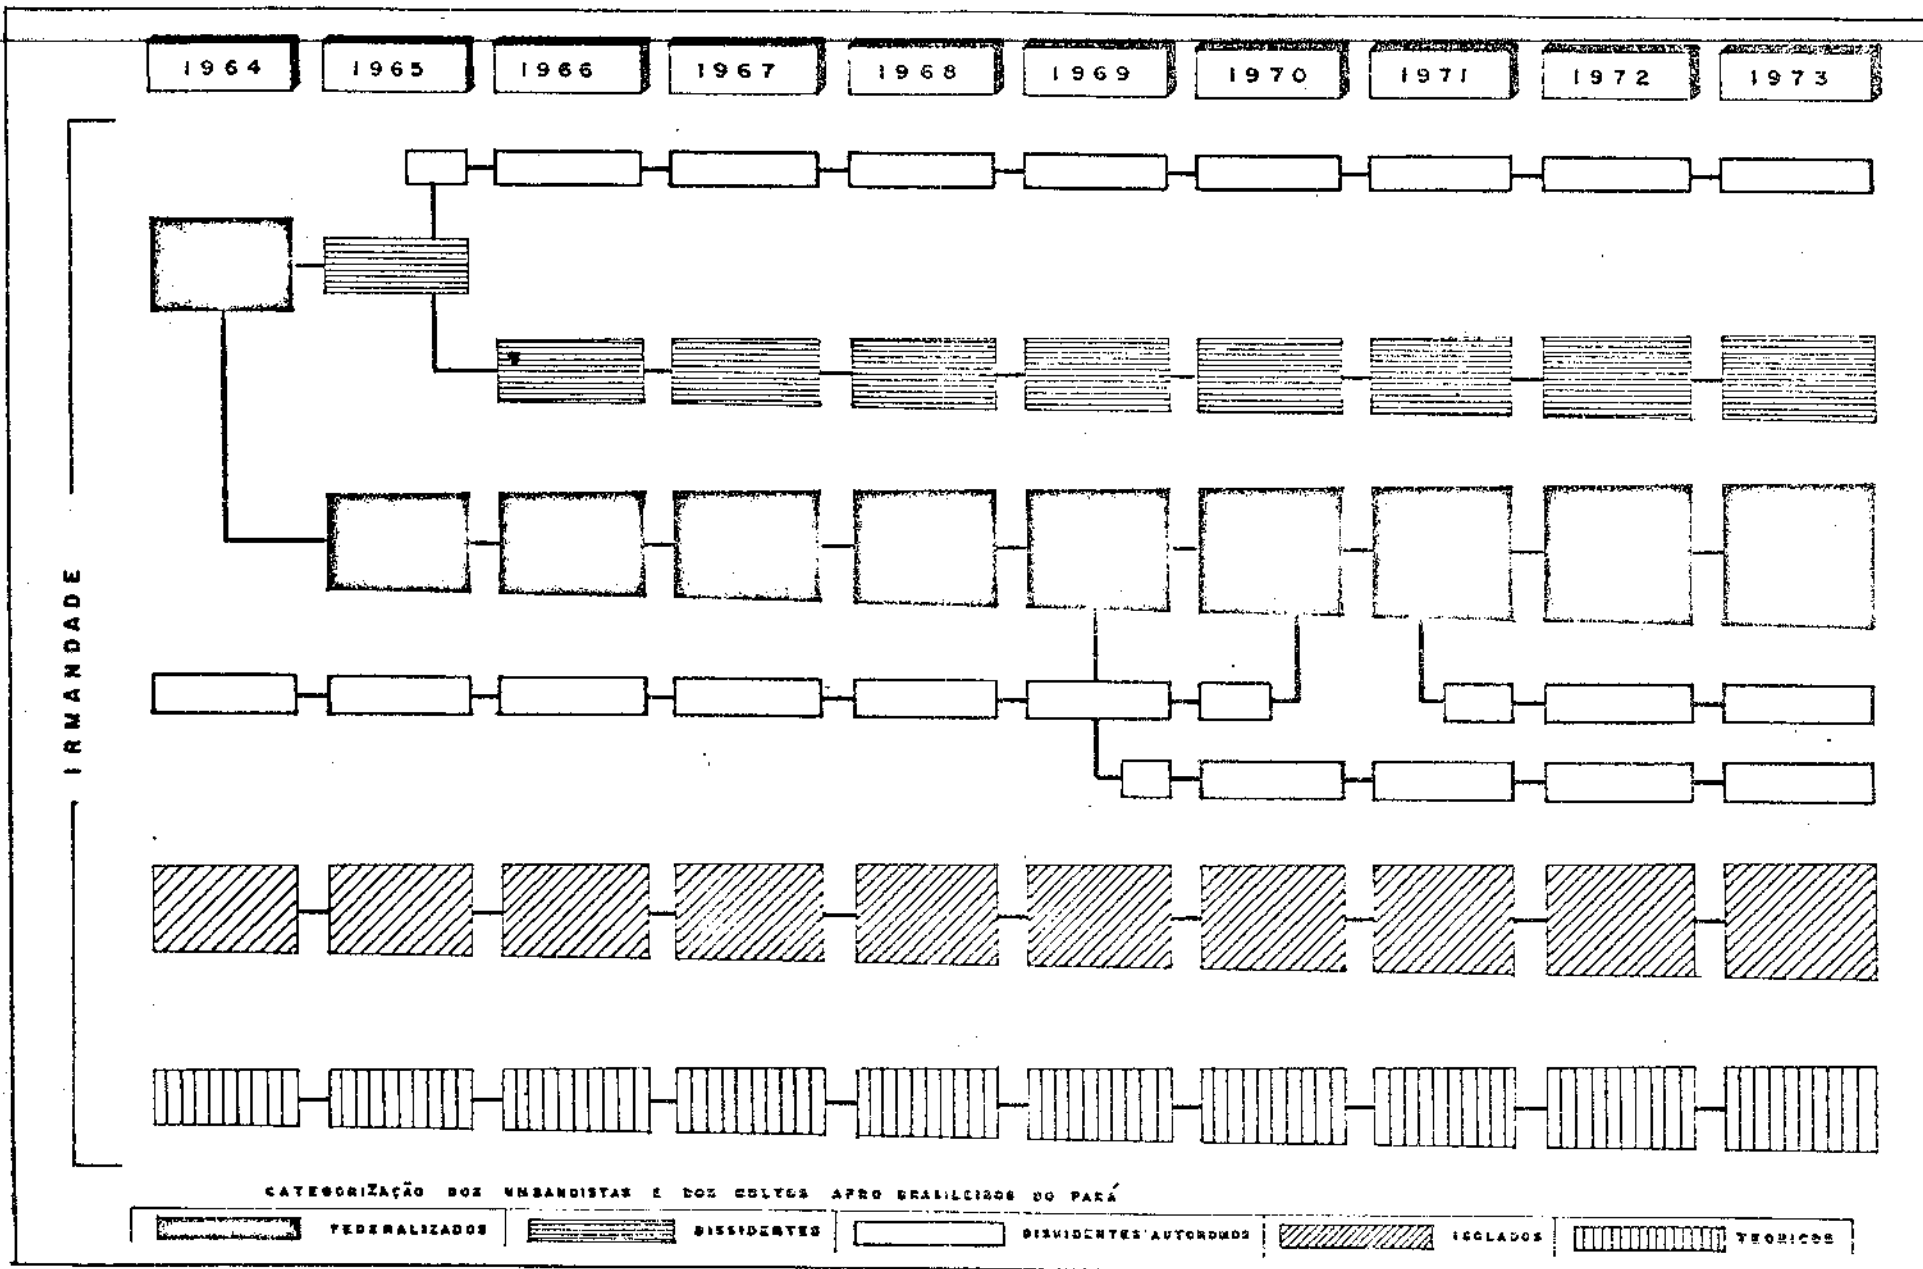 1964 1965 1966 1967 1968 1969 1970 1971 1972 1973
IRMANDADE
CATEGORIZAÇÃO DOS UMBANDISTAS E DOS CULTOS AFRO BRASILEIROS DO PARÁ
FEDERALIZADOS DISSIDENTES DISSIDENTES AUTONOMOS ISOLADOS TEORICOS